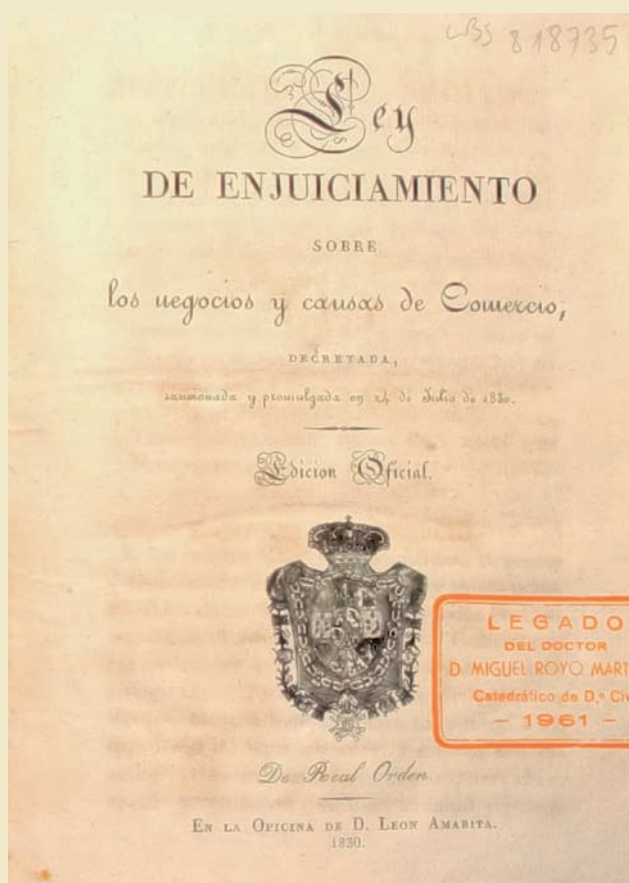 LBS 818735
Ley
DE ENJUICIAMIENTO
SOBRE
los negocios y causas de Comercio,
DECRETADA,
sancionada y promulgada en 24 de Julio de 1830.
Edicion Oficial.
LEGADO
DEL DOCTOR
D. MIGUEL ROYO MART
Catedrático de D.º Civ
- 1961 -
De Real Orden.
EN LA OFICINA DE D. LEON AMARITA.
1830.